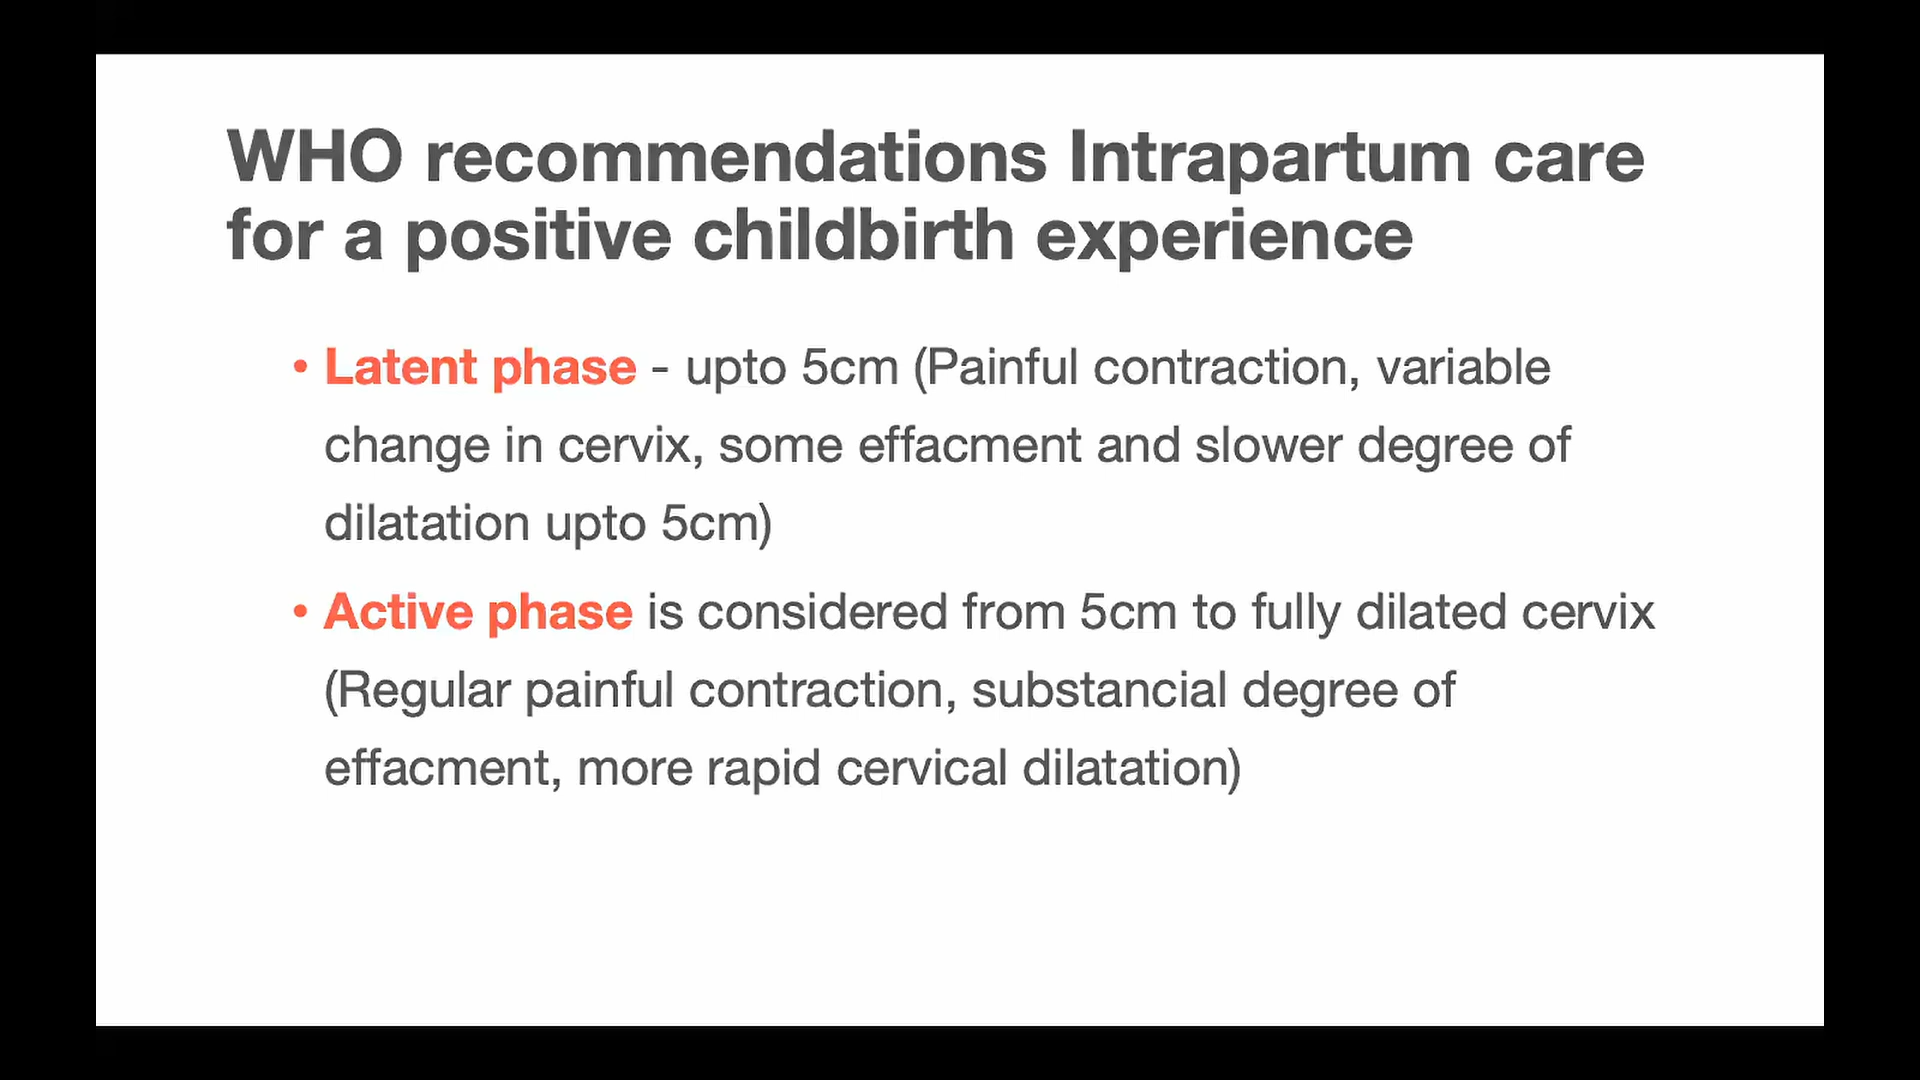 WHO recommendations Intrapartum care
for a positive childbirth experience
• Latent phase - upto 5cm (Painful contraction, variable
change in cervix, some effacment and slower degree of
dilatation upto 5cm)
• Active phase is considered from 5cm to fully dilated cervix
(Regular painful contraction, substancial degree of
effacment, more rapid cervical dilatation)